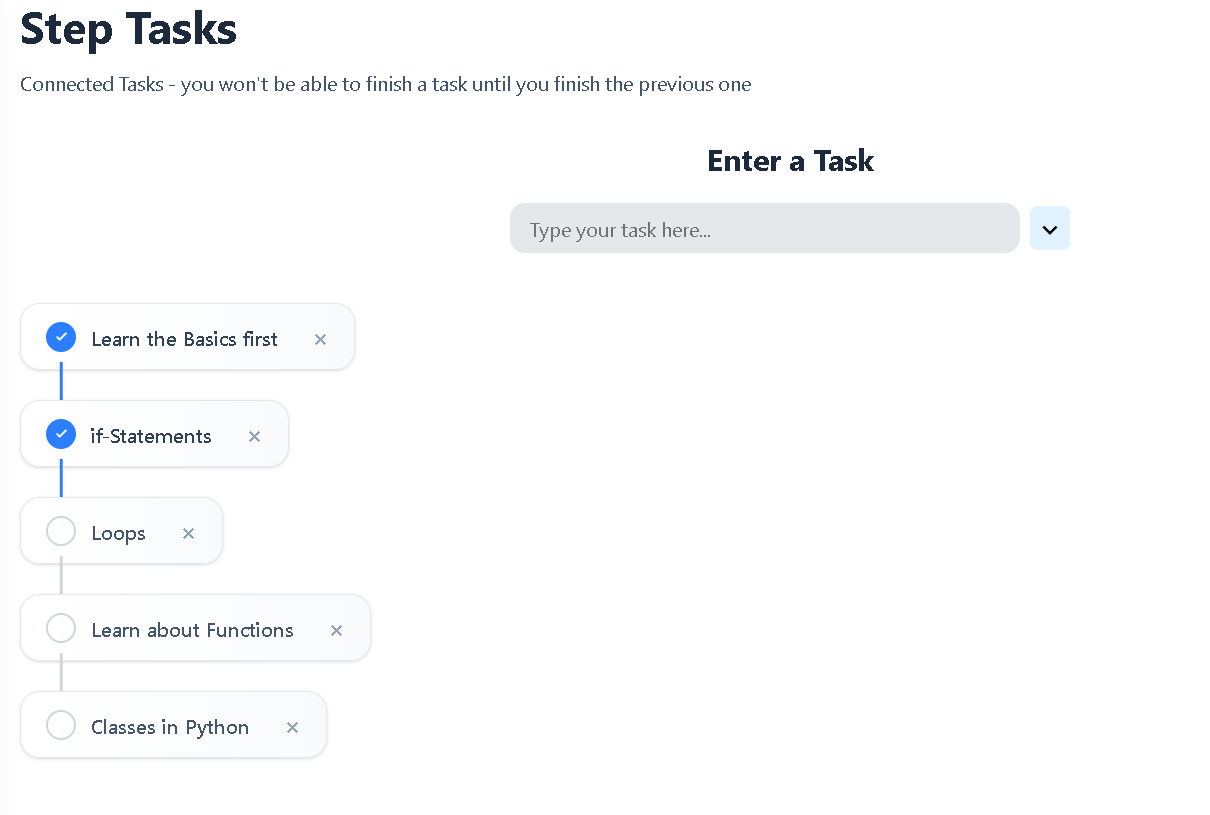 Step Tasks
Connected Tasks - you won't be able to finish a task until you finish the previous one
Enter a Task
Type your task here...
Learn the Basics first
if-Statements
Loops
Learn about Functions
Classes in Python